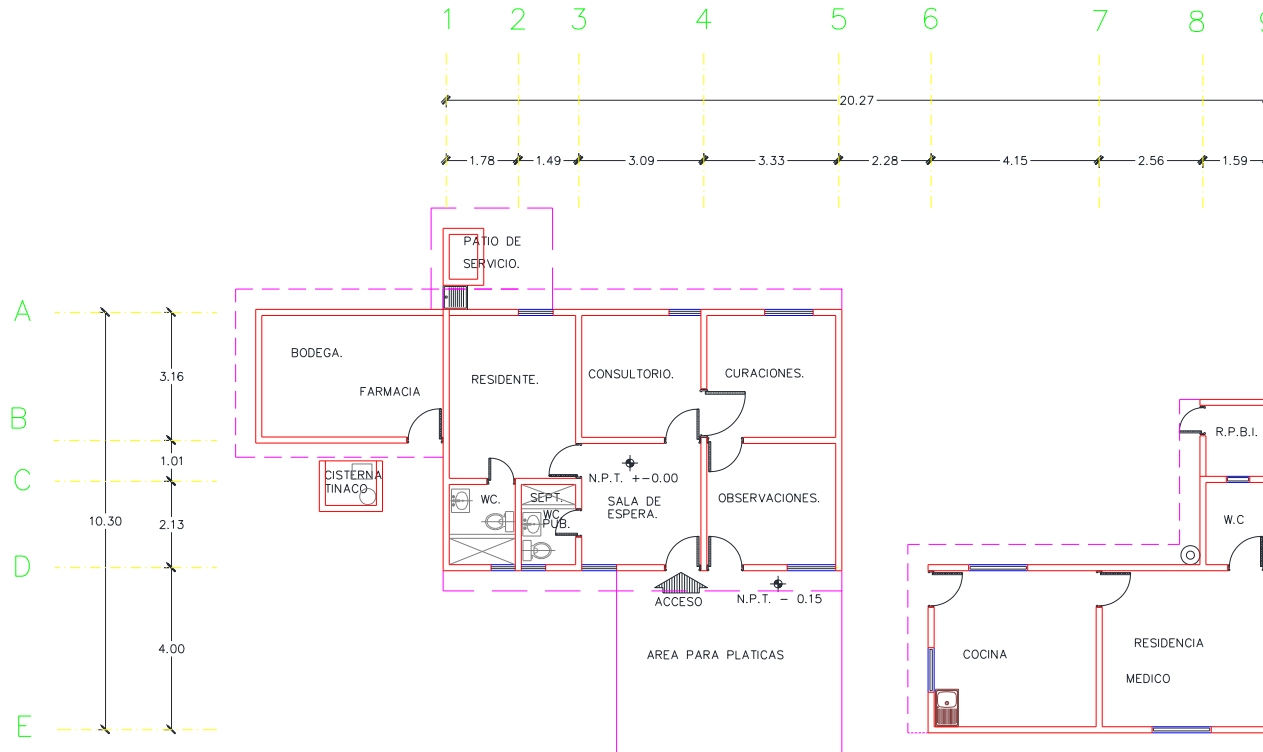 1 2 3 4 5 6 7 8 9
20.27
1.78 1.49 3.09 3.33 2.28 4.15 2.56 1.59
PATIO DE
SERVICIO.
A
BODEGA.
3.16
RESIDENTE.
CONSULTORIO.
CURACIONES.
FARMACIA
B
R.P.B.I.
1.01
C
CISTERNA
TINACO
N.P.T. +-0.00
WC.
SEPT.
SALA DE
ESPERA.
OBSERVACIONES.
10.30
2.13
WC.
PUB.
W.C
D
ACCESO
N.P.T. - 0.15
4.00
AREA PARA PLATICAS
COCINA
RESIDENCIA
MEDICO
E